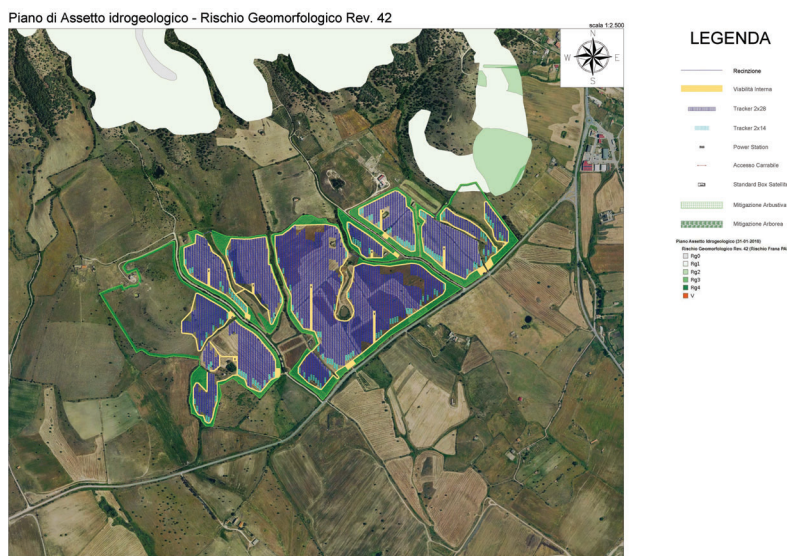 Piano di Assetto idrogeologico - Rischio Geomorfologico Rev. 42
scala 1:2.500
N
W
E
S
LEGENDA
Recinzione
Viabilità Interna
Tracker 2x28
Tracker 2x14
Power Station
Accesso Carrabile
Standard Box Satellite
Mitigazione Arbustiva
Mitigazione Arborea
Piano Assetto Idrogeologico (31-01-2018)
Rischio Geomorfologico Rev. 42 (Rischio Frana PAI
Rg0
Rg1
Rg2
Rg3
Rg4
V